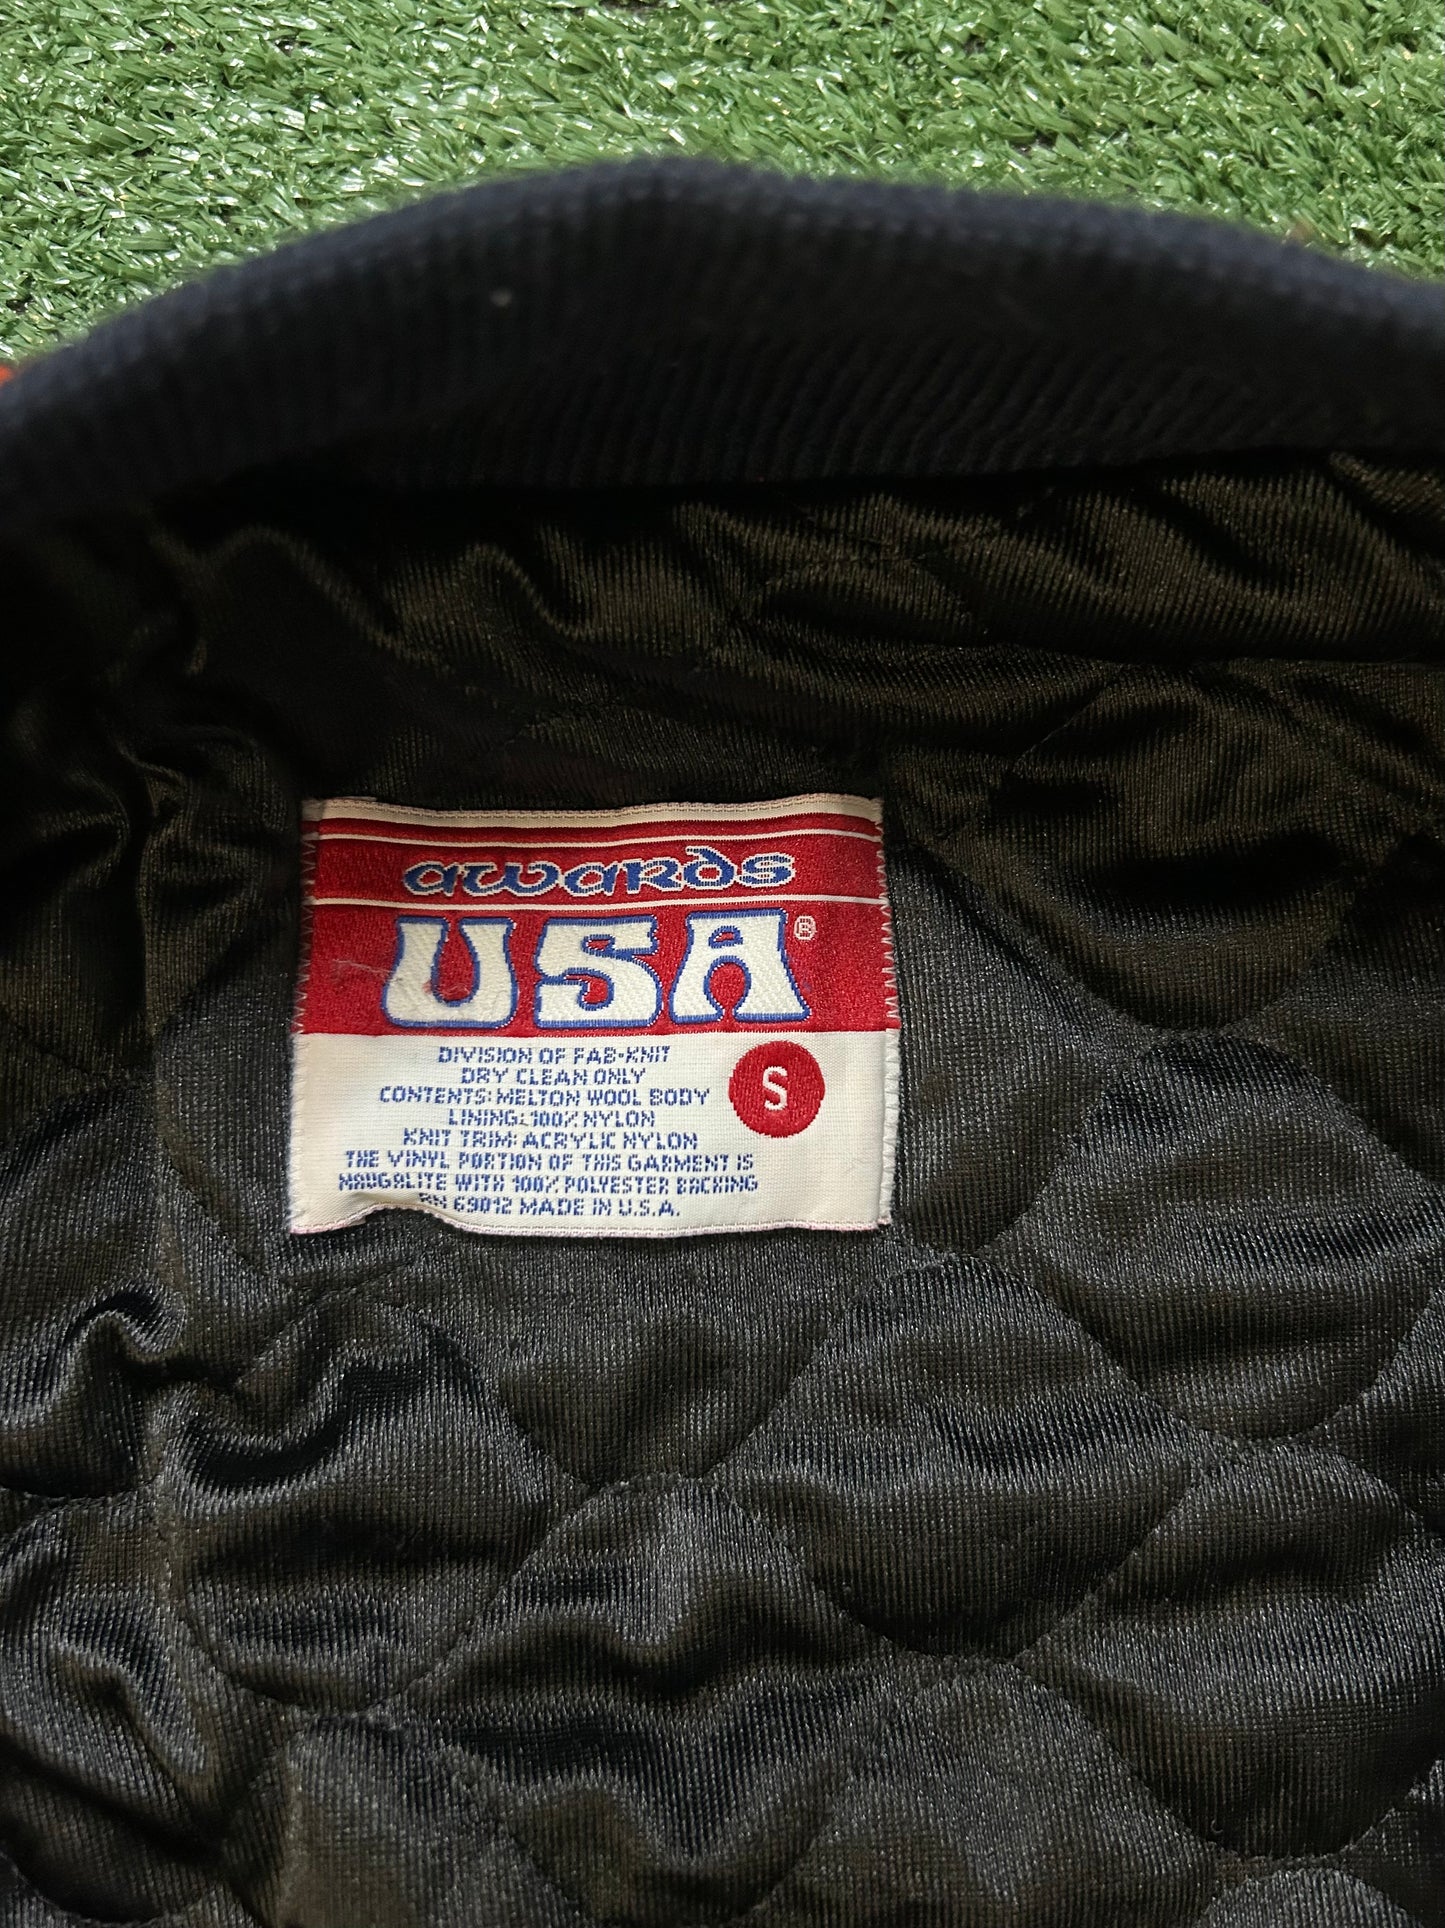 awards
USA®
DIVISION OF FAB-KNIT
DRY CLEAN ONLY
S
CONTENTS: MELTON WOOL BODY
LINING: 100% NYLON
KNIT TRIM: ACRYLIC NYLON
THE VINYL PORTION OF THIS GARMENT IS
NAUGALITE WITH 100% POLYESTER BACKING
RN 69012 MADE IN U.S.A.